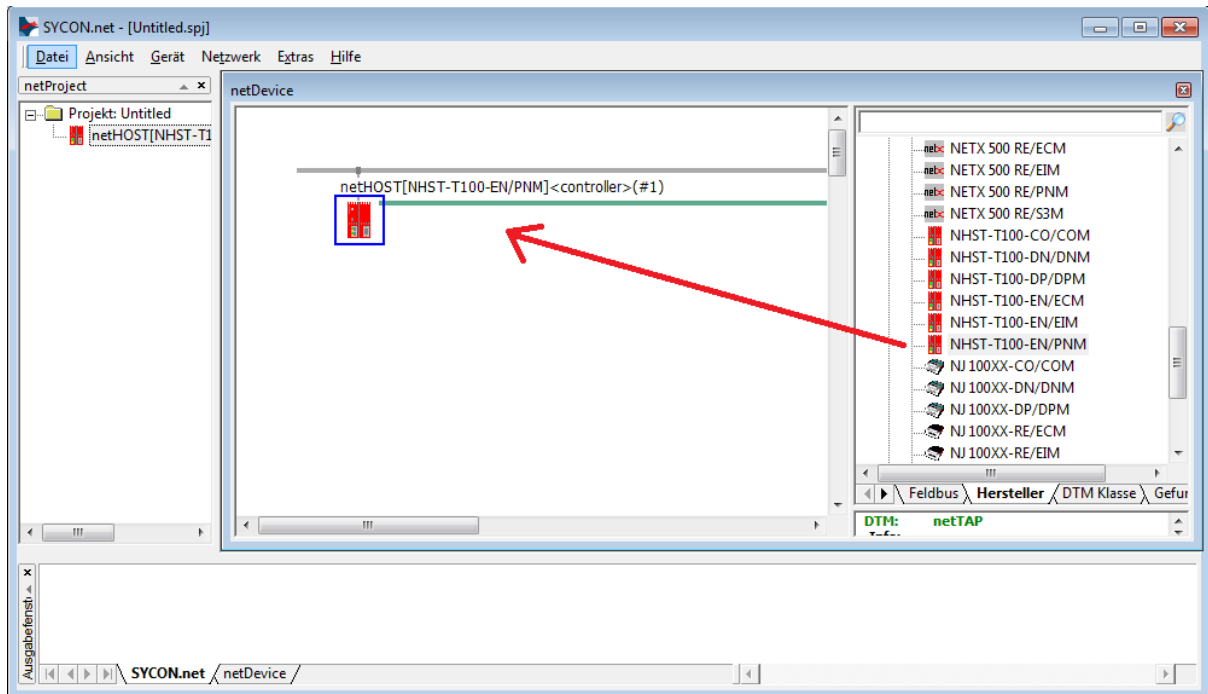 SYCON.net - [Untitled.spj]
Datei Ansicht Gerät Netzwerk Extras Hilfe
netProject
Projekt: Untitled
netHOST[NHST-T1
netDevice
netHOST[NHST-T100-EN/PNM]<controller>(#1)
NETX 500 RE/ECM
NETX 500 RE/EIM
NETX 500 RE/PNM
NETX 500 RE/S3M
NHST-T100-CO/COM
NHST-T100-DN/DNM
NHST-T100-DP/DPM
NHST-T100-EN/ECM
NHST-T100-EN/EIM
NHST-T100-EN/PNM
NJ 100XX-CO/COM
NJ 100XX-DN/DNM
NJ 100XX-DP/DPM
NJ 100XX-RE/ECM
NJ 100XX-RE/EIM
Feldbus Hersteller DTM Klasse Gefur
DTM: netTAP
Ausgabefenst
SYCON.net netDevice